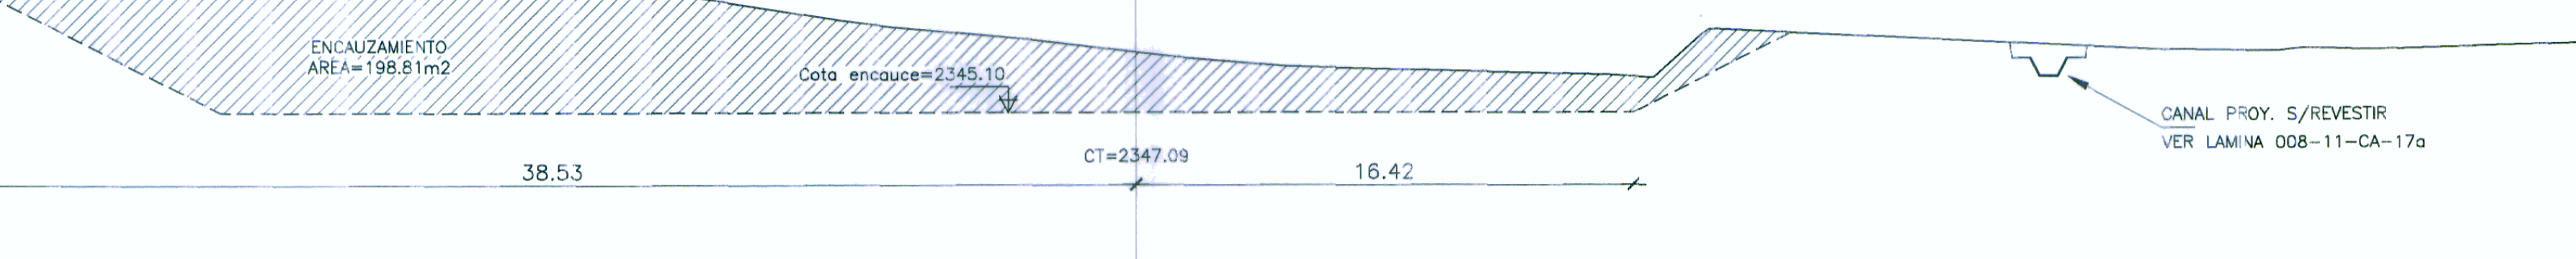 ENCAUZAMIENTO
AREA=198.81m2
Cota encauce=2345.10
CANAL PROY. S/REVESTIR
VER LAMINA 008-11-CA-17a
CT=2347.09
38.53
16.42